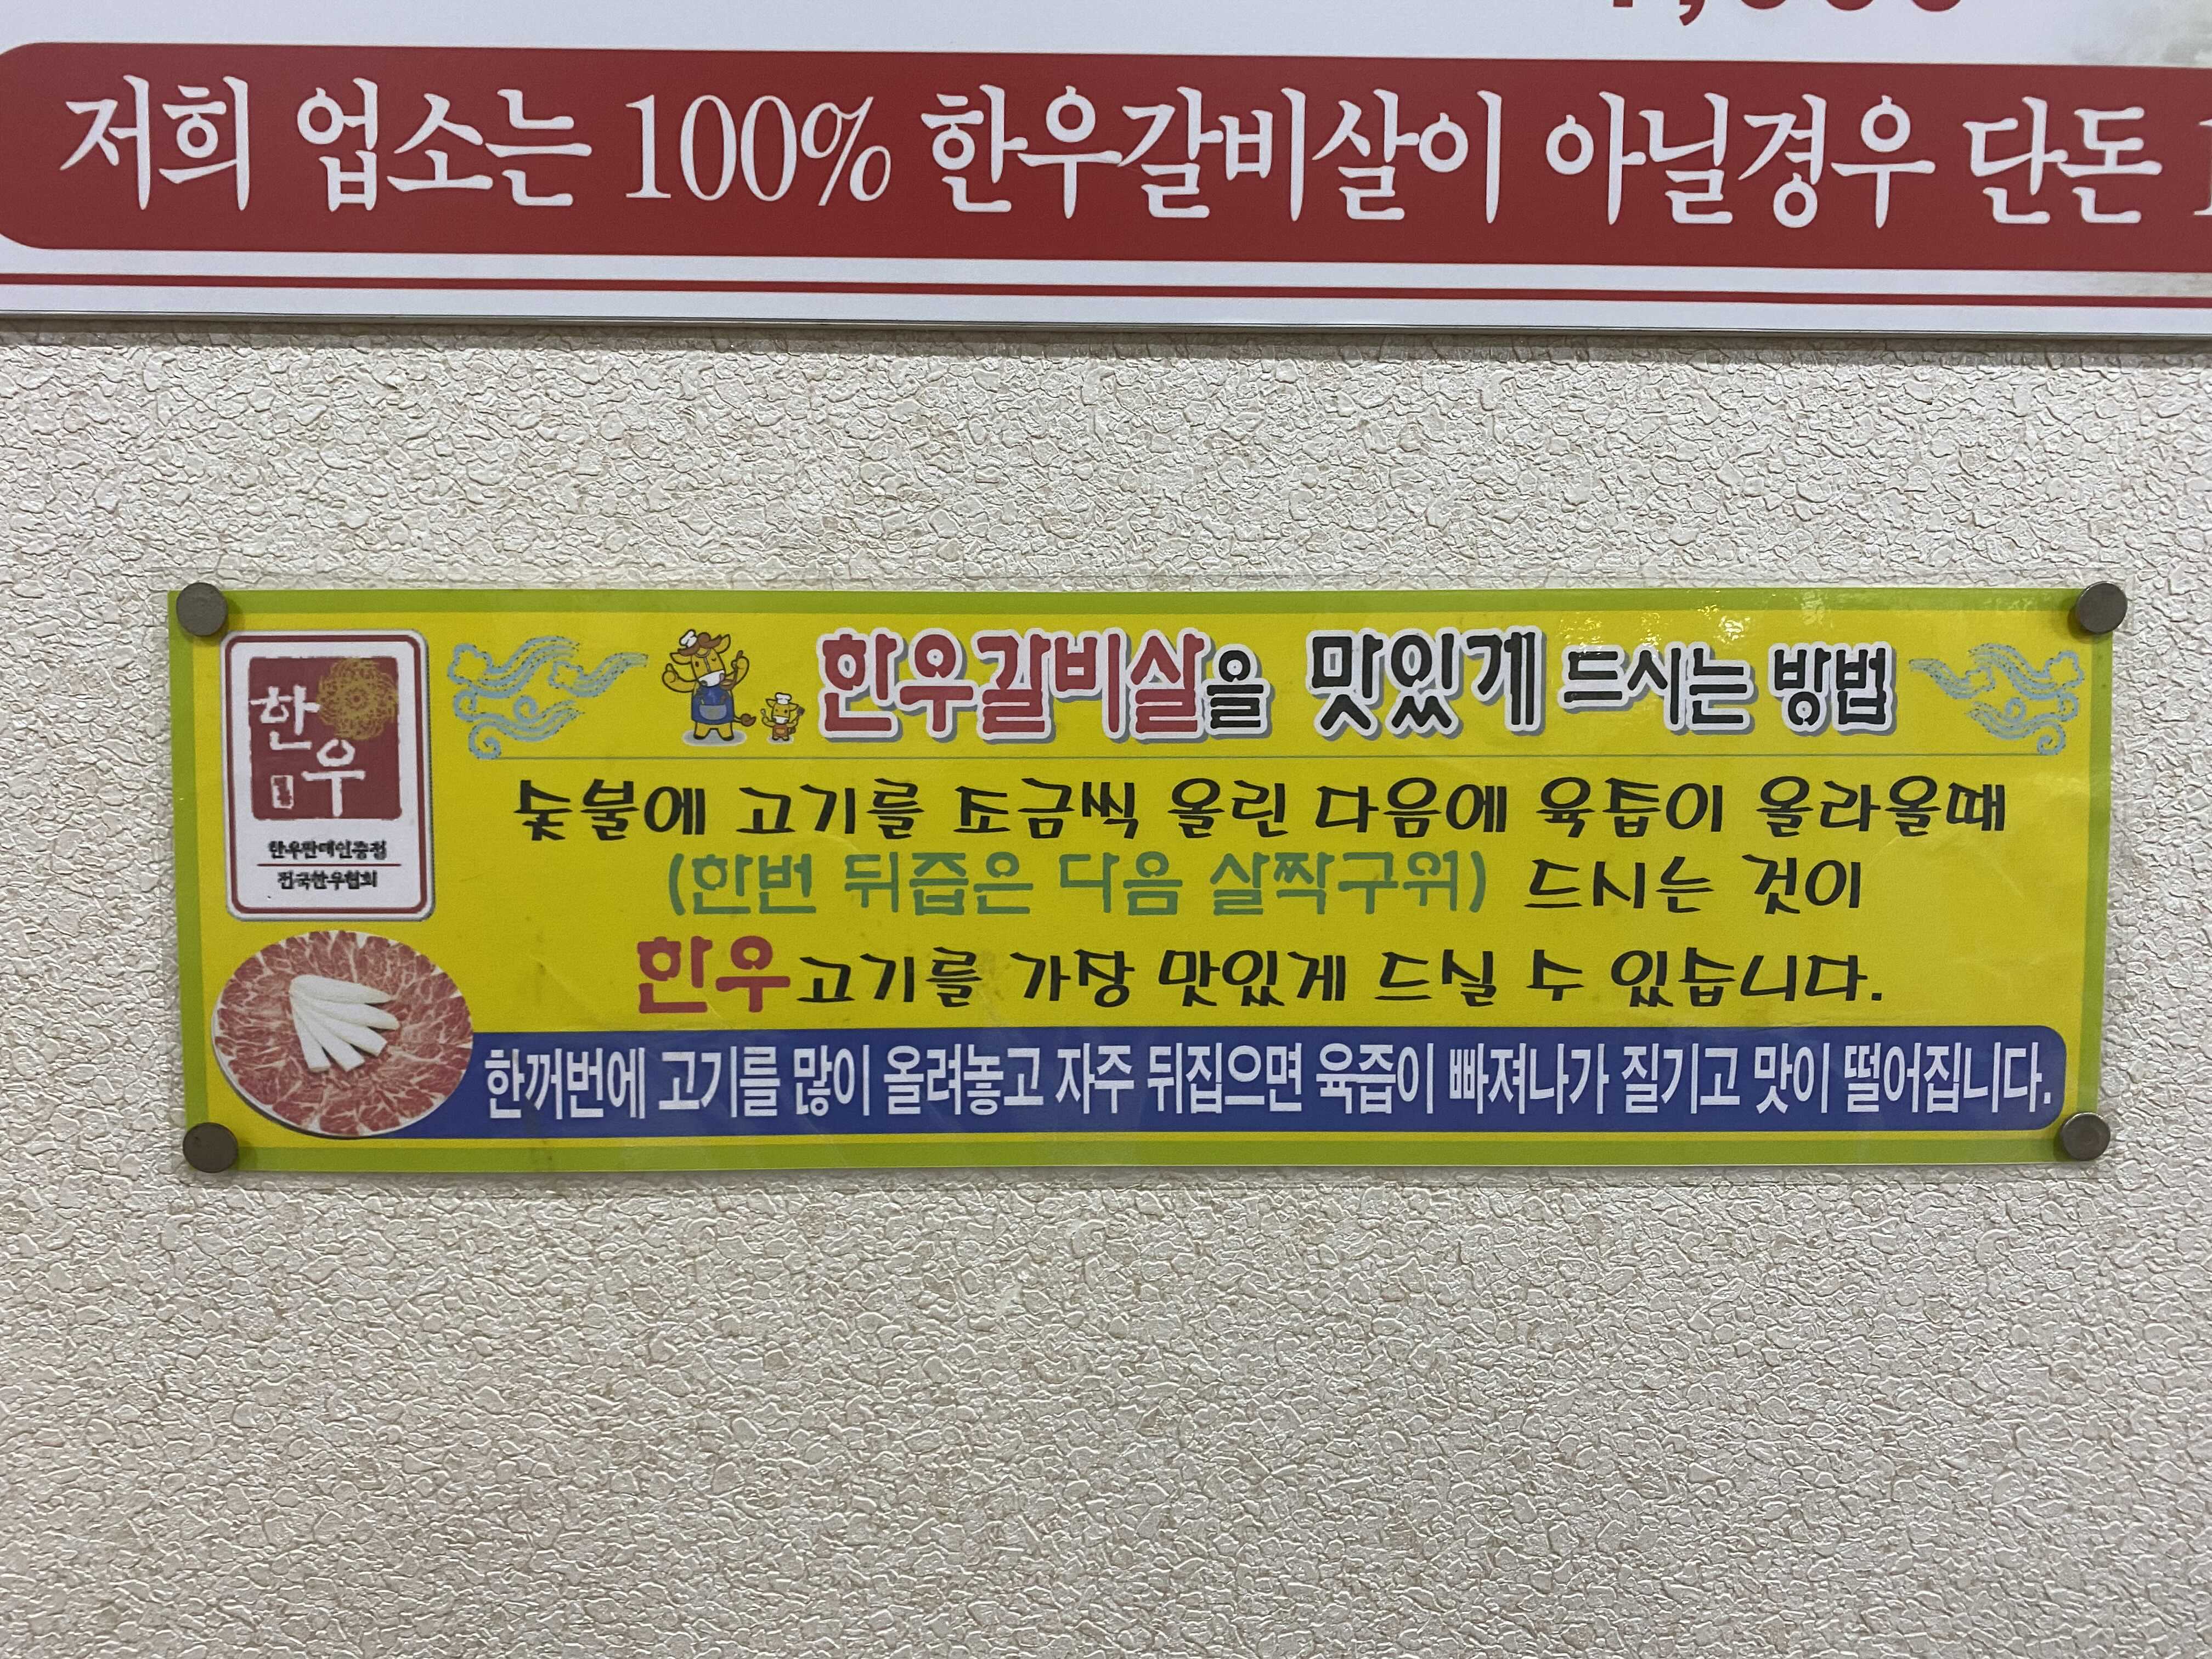 저희 업소는 100% 한우갈비살이 아닐경우 단돈
한우갈비살을 맛있게 드시는 방법
한우
한우판매인증점
전국한우협회
숯불에 고기를 조금씩 올린 다음에 육즙이 올라올때
(한번 뒤즙은 다음 살짝구워) 드시는 것이
한우고기를 가장 맛있게 드실 수 있습니다.
한꺼번에 고기를 많이 올려놓고 자주 뒤집으면 육즙이 빠져나가 질기고 맛이 떨어집니다.